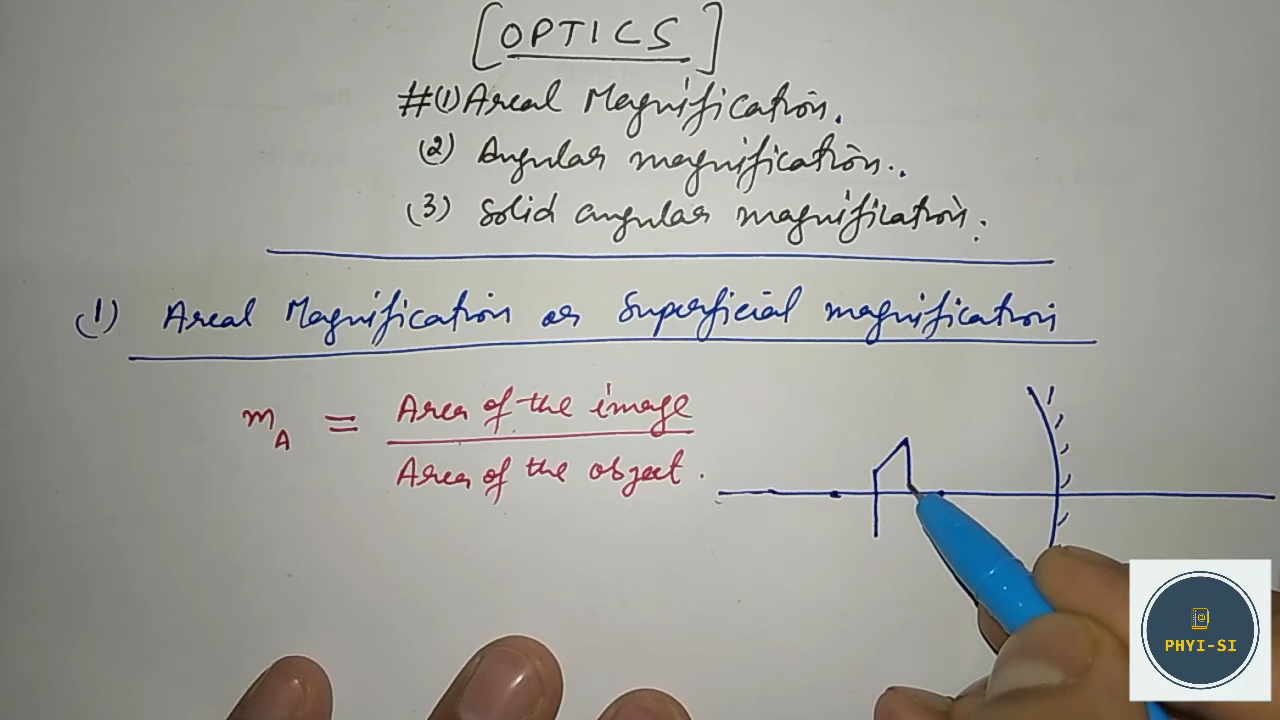 [OPTICS]
#(1) Areal Magnification.
(2) Angular magnification..
(3) Solid angular magnification.
(1) Areal Magnification or Superficial magnification
mA = Area of the image
Area of the object.
PHYI-SI